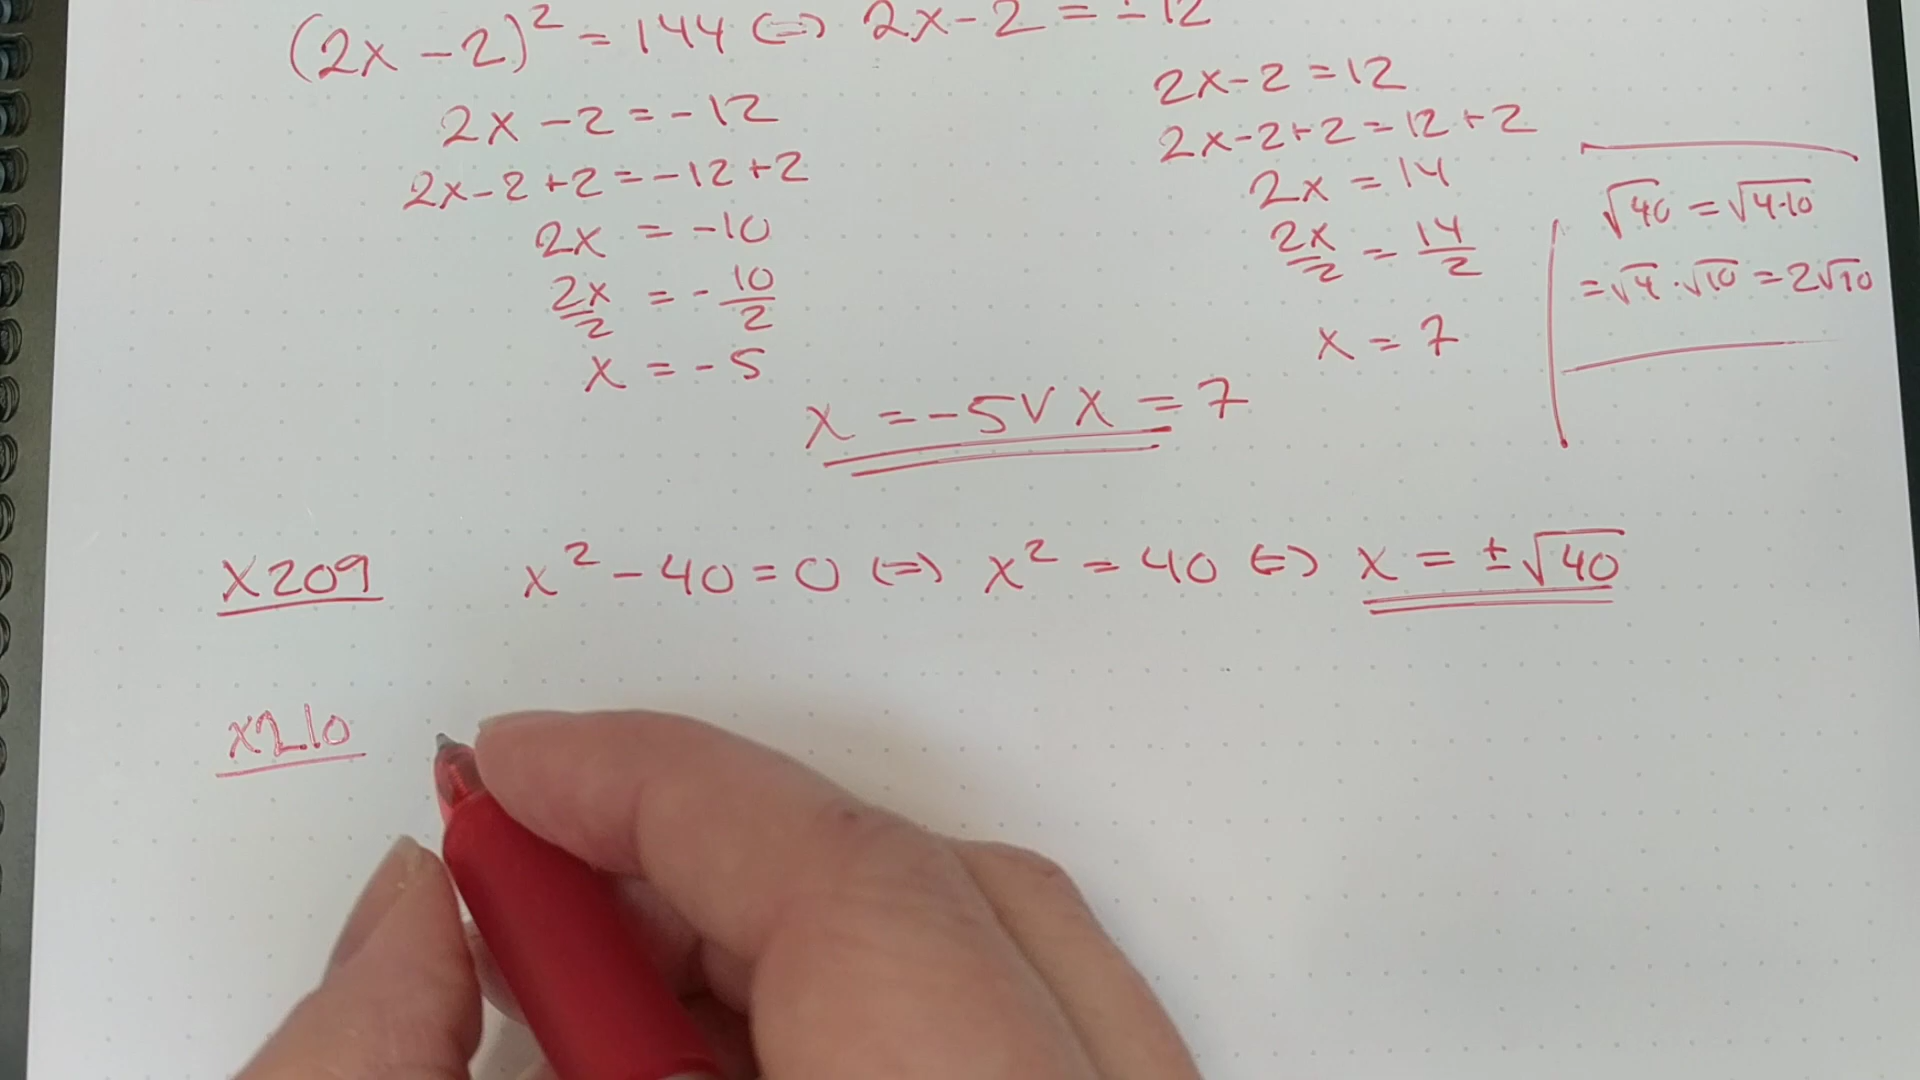 (2x - 2)² = 144 ⇔ 2x - 2 = ±12
2x - 2 = -12
2x - 2 + 2 = -12 + 2
2x = -10
2x/2 = -10/2
x = -5
2x - 2 = 12
2x - 2 + 2 = 12 + 2
2x = 14
2x/2 = 14/2
x = 7
√40 = √4·10
= √4 · √10 = 2√10
x = -5 V x = 7
X209 x² - 40 = 0 ⇔ x² = 40 ⇔ x = ±√40
X210